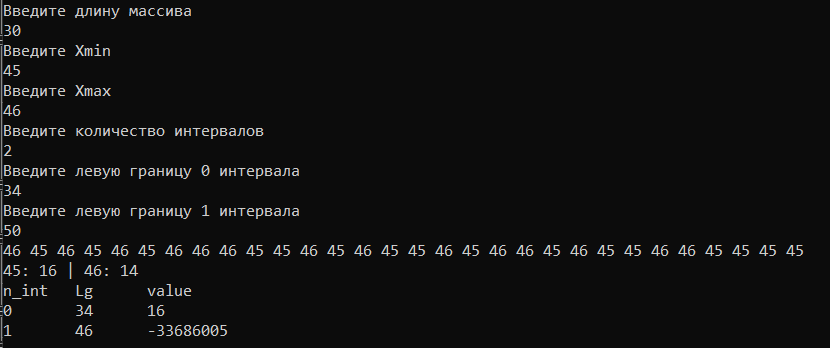 Введите длину массива
30
Введите Xmin
45
Введите Xmax
46
Введите количество интервалов
2
Введите левую границу 0 интервала
34
Введите левую границу 1 интервала
50
46 45 46 45 46 45 46 46 46 45 45 46 45 46 45 45 46 45 46 46 45 46 45 45 46 46 45 45 45 45
45: 16 | 46: 14
n_int Lg value
0 34 16
1 46 -33686005